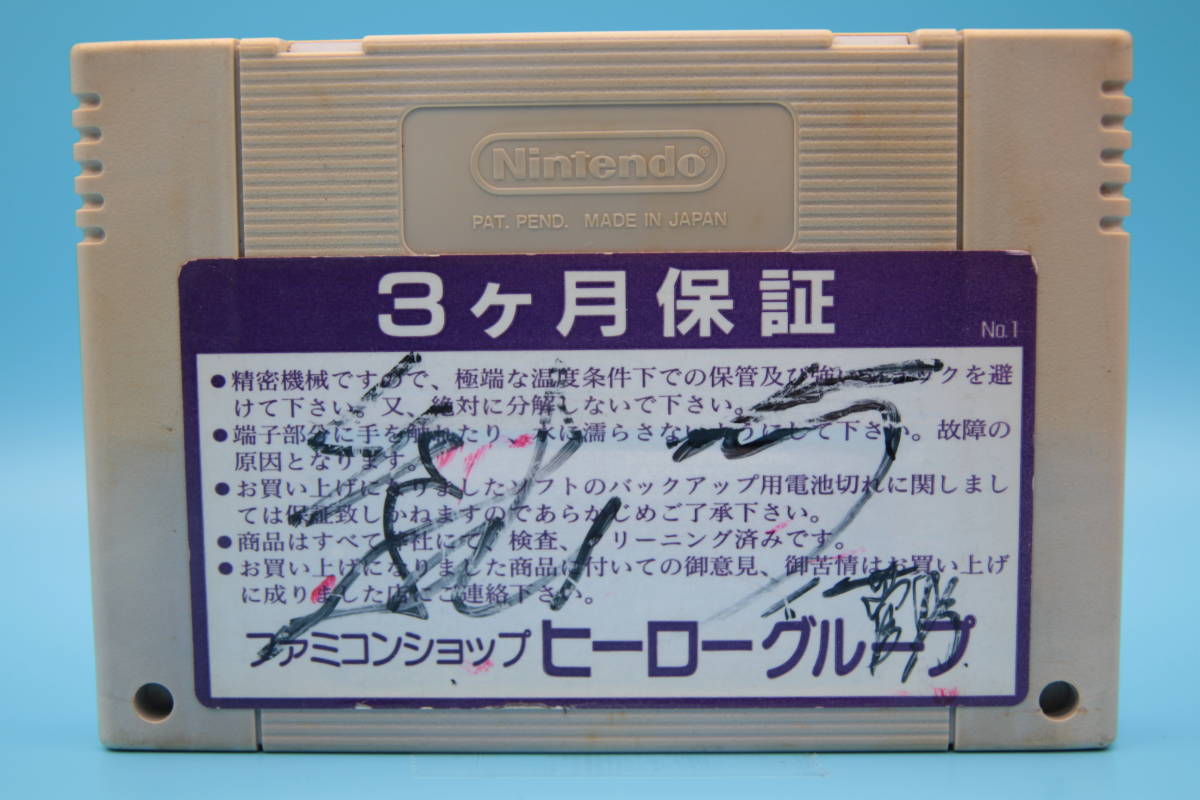 Nintendo®
PAT. PEND. MADE IN JAPAN
3ヶ月保証
No.1
●精密機械ですので、極端な温度条件下での保管及び強いショックを避
けて下さい。又、絶対に分解しないで下さい。
●端子部分に手を触れたり、水に濡らさないようにして下さい。故障の
原因となります。
●お買い上げになりましたソフトのバックアップ用電池切れに関しまし
ては保証致しかねますのであらかじめご了承下さい。
●商品はすべて弊社にて、検査、クリーニング済みです。
●お買い上げになりました商品に付いての御意見、御苦情はお買い上げ
に成りました店にご連絡下さい。
ファミコンショップ ヒーローグループ